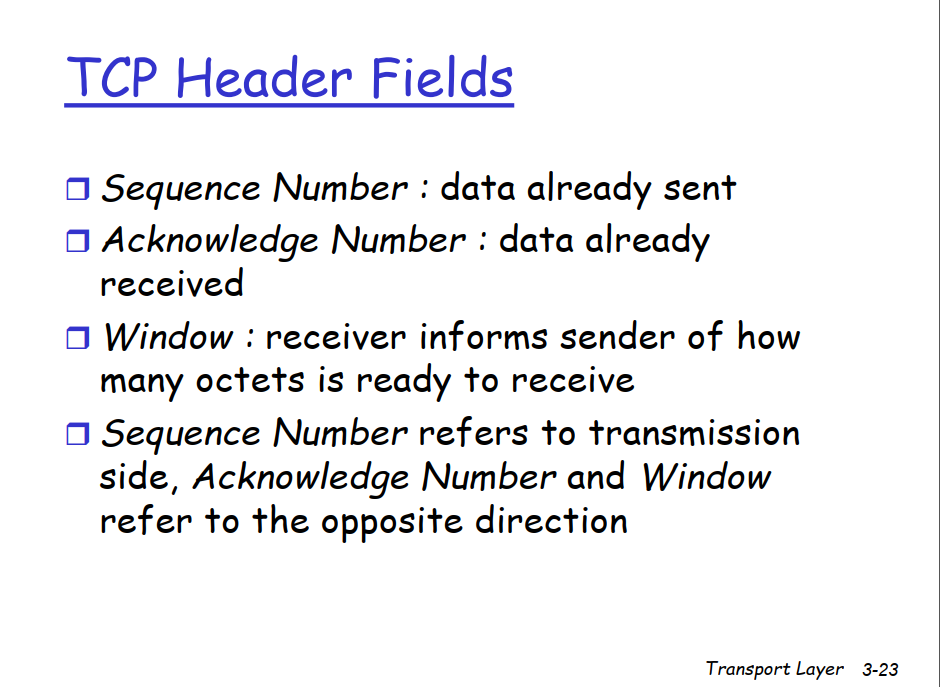 TCP Header Fields
❒ Sequence Number : data already sent
❒ Acknowledge Number : data already
received
❒ Window : receiver informs sender of how
many octets is ready to receive
❒ Sequence Number refers to transmission
side, Acknowledge Number and Window
refer to the opposite direction
Transport Layer 3-23